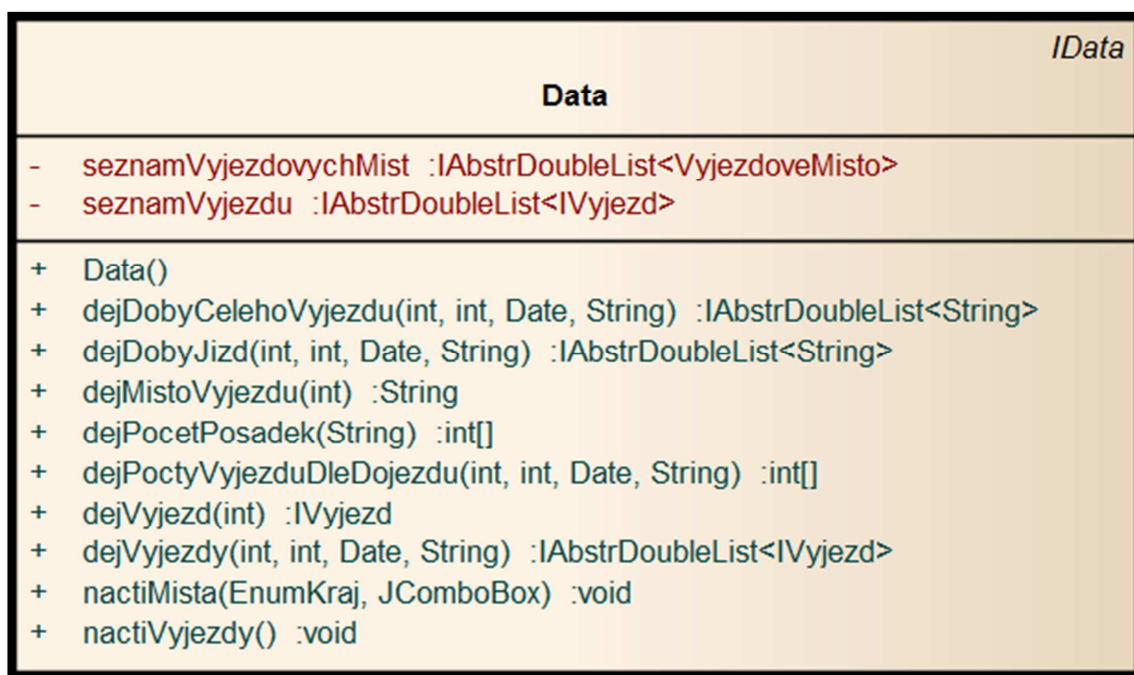 IData
Data
- seznamVyjezdovychMist :IAbstrDoubleList<VyjezdoveMisto>
- seznamVyjezdu :IAbstrDoubleList<IVyjezd>
+ Data()
+ dejDobyCelehoVyjezdu(int, int, Date, String) :IAbstrDoubleList<String>
+ dejDobyJizd(int, int, Date, String) :IAbstrDoubleList<String>
+ dejMistoVyjezdu(int) :String
+ dejPocetPosadek(String) :int[]
+ dejPoctyVyjezduDleDojezdu(int, int, Date, String) :int[]
+ dejVyjezd(int) :IVyjezd
+ dejVyjezdy(int, int, Date, String) :IAbstrDoubleList<IVyjezd>
+ nactiMista(EnumKraj, JComboBox) :void
+ nactiVyjezdy() :void